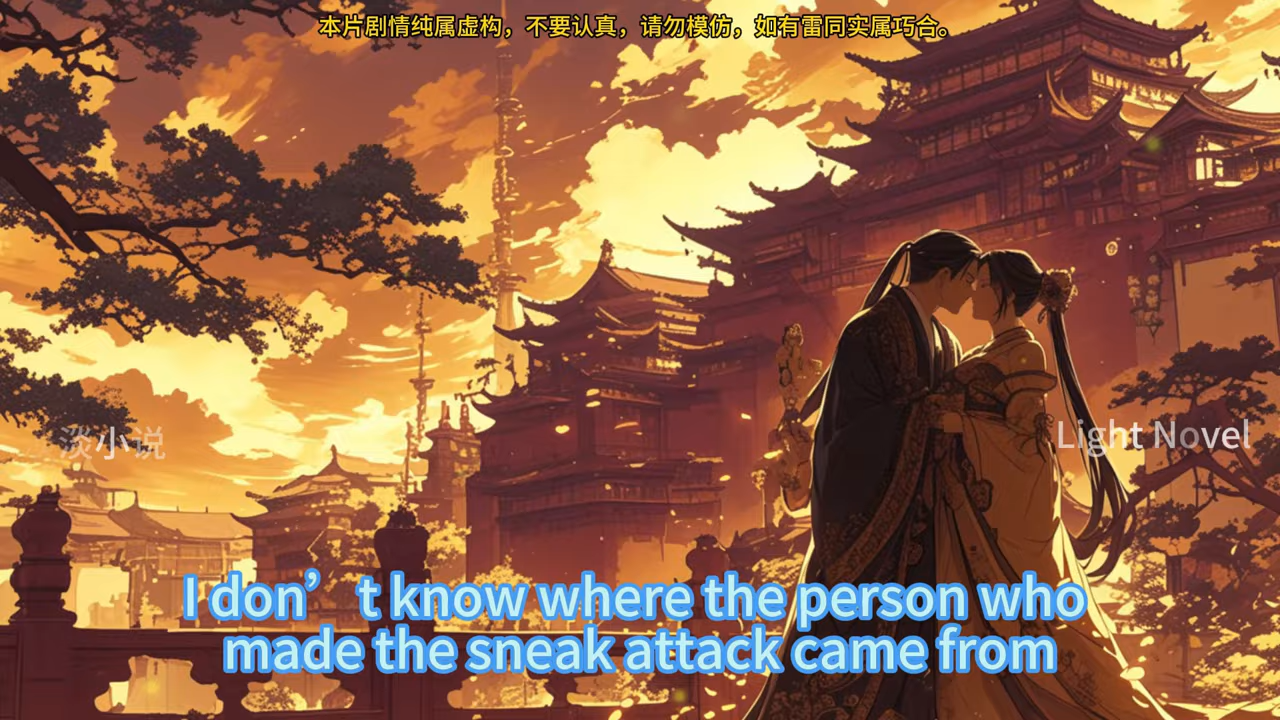 本片剧情纯属虚构，不要认真，请勿模仿，如有雷同实属巧合。
淡小说
Light Novel
I don’t know where the person who
made the sneak attack came from